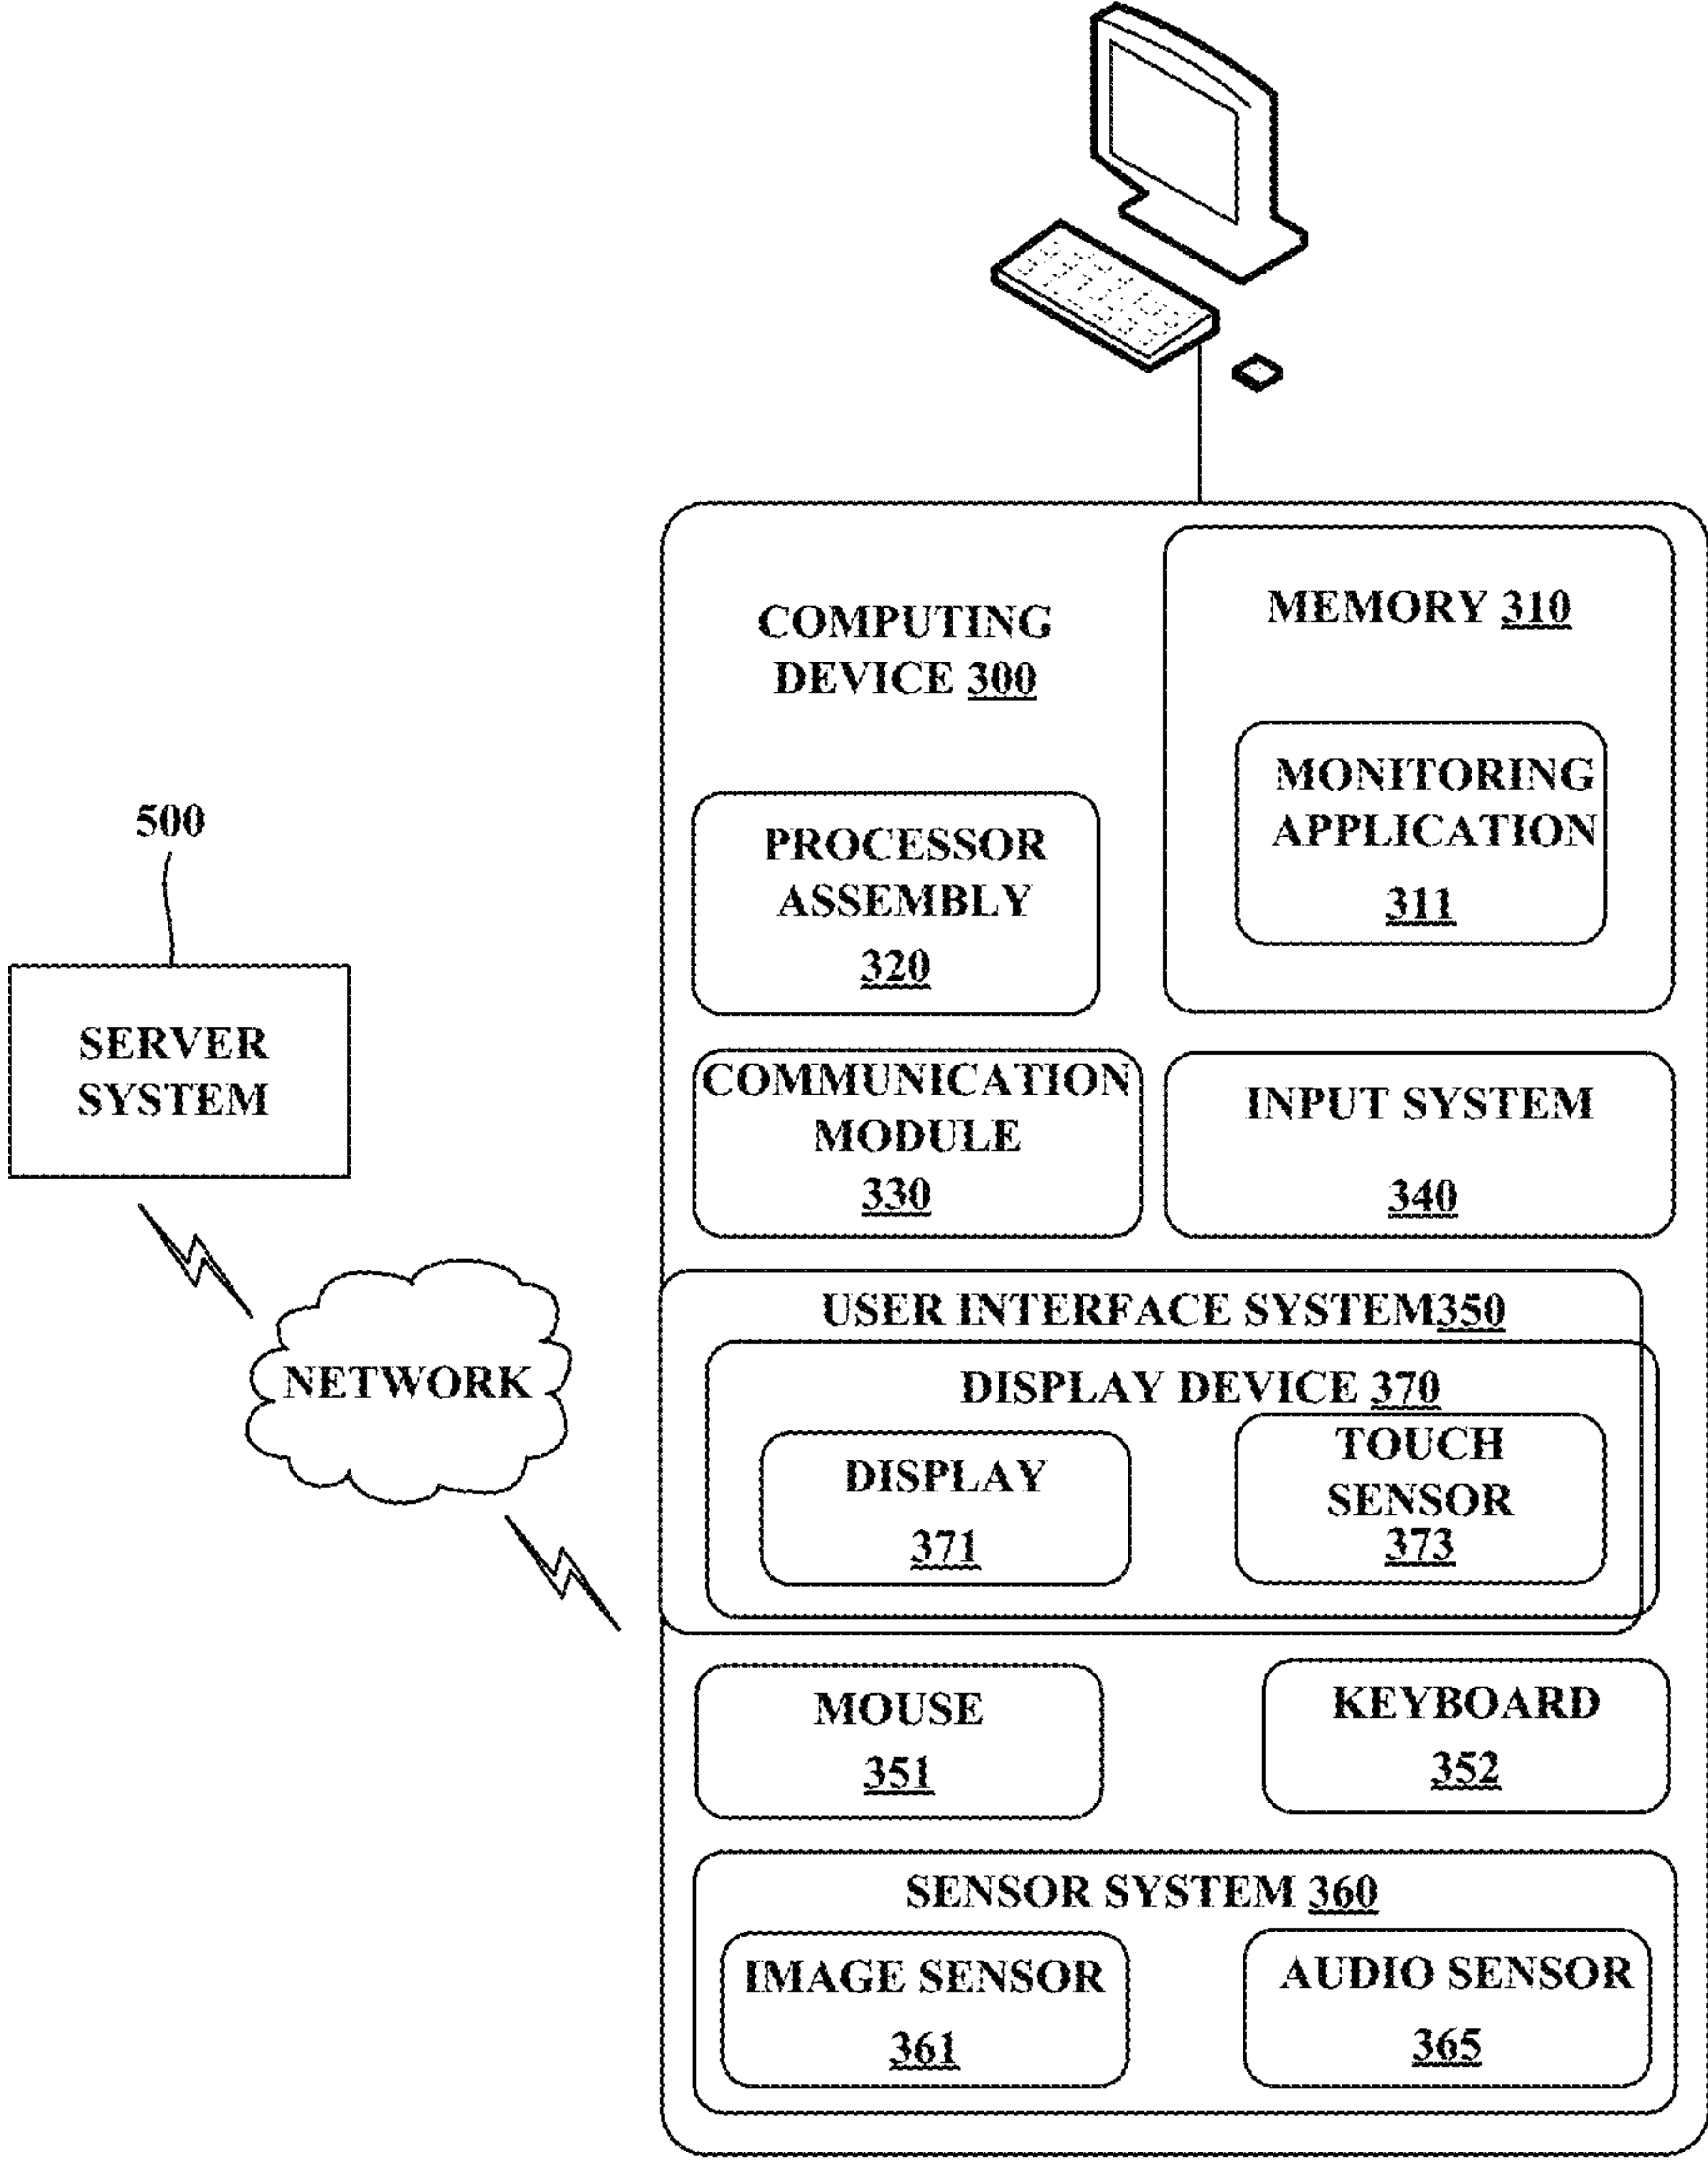 COMPUTING
DEVICE 300
MEMORY 310
MONITORING
APPLICATION
311
500
PROCESSOR
ASSEMBLY
320
SERVER
SYSTEM
COMMUNICATION
MODULE
330
INPUT SYSTEM
340
USER INTERFACE SYSTEM350
NETWORK
DISPLAY DEVICE 370
DISPLAY
371
TOUCH
SENSOR
373
MOUSE
351
KEYBOARD
352
SENSOR SYSTEM 360
IMAGE SENSOR
361
AUDIO SENSOR
365